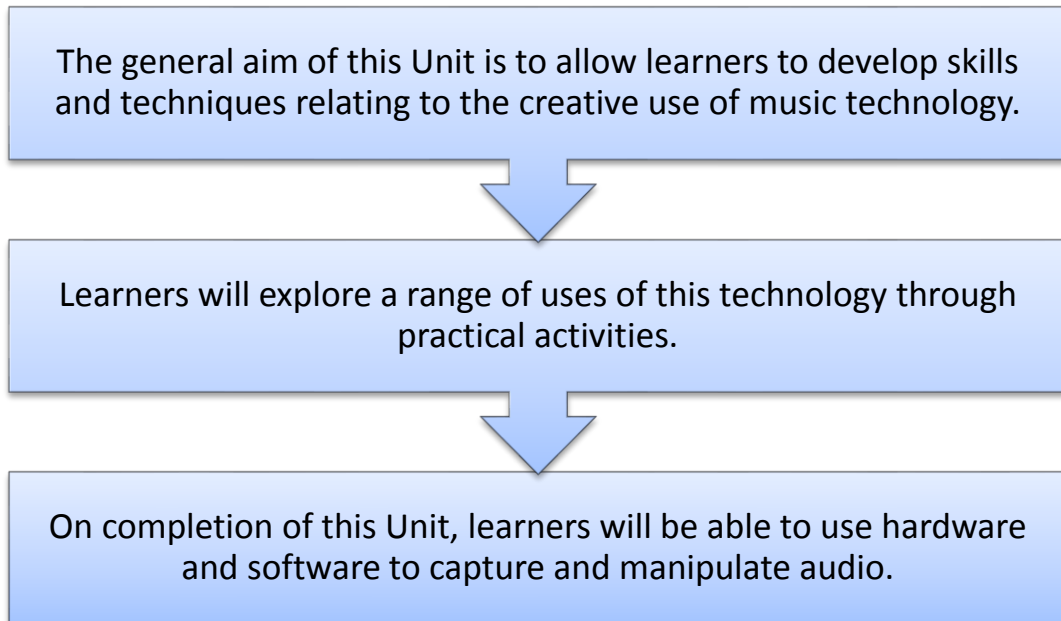 The general aim of this Unit is to allow learners to develop skills
and techniques relating to the creative use of music technology.
Learners will explore a range of uses of this technology through
practical activities.
On completion of this Unit, learners will be able to use hardware
and software to capture and manipulate audio.